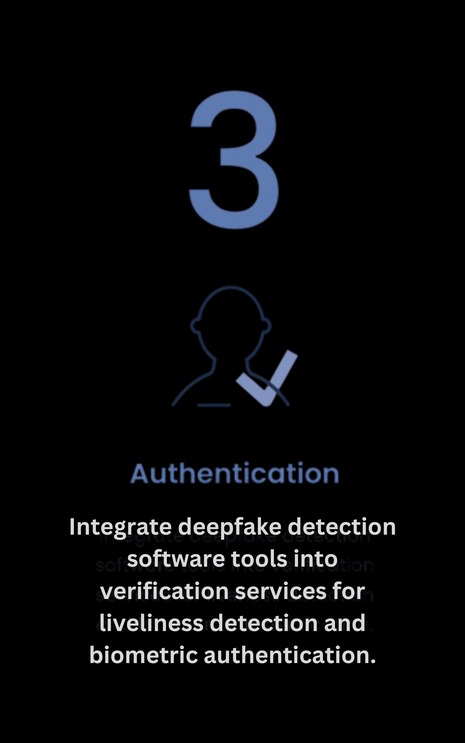 3
Authentication
Integrate deepfake detection
software tools into
verification services for
liveliness detection and
biometric authentication.